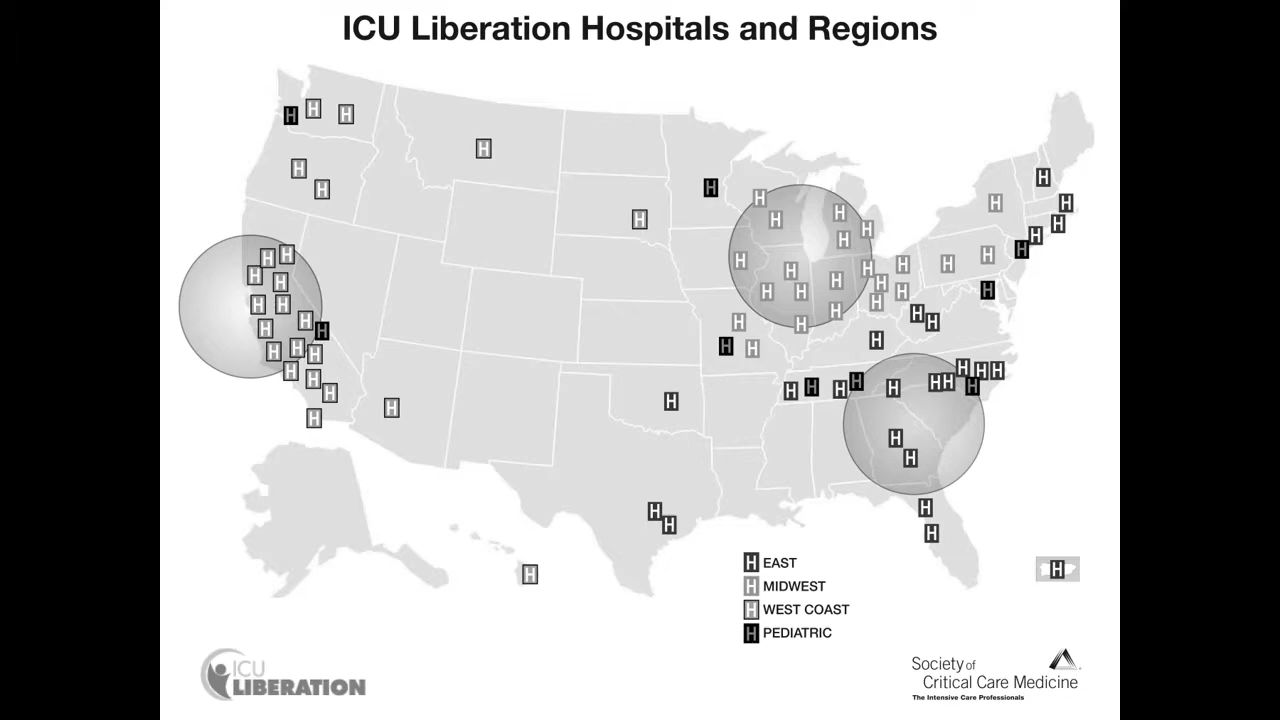 ICU Liberation Hospitals and Regions
H EAST
H MIDWEST
H WEST COAST
H PEDIATRIC
ICU
LIBERATION
Society of
Critical Care Medicine
The Intensive Care Professionals